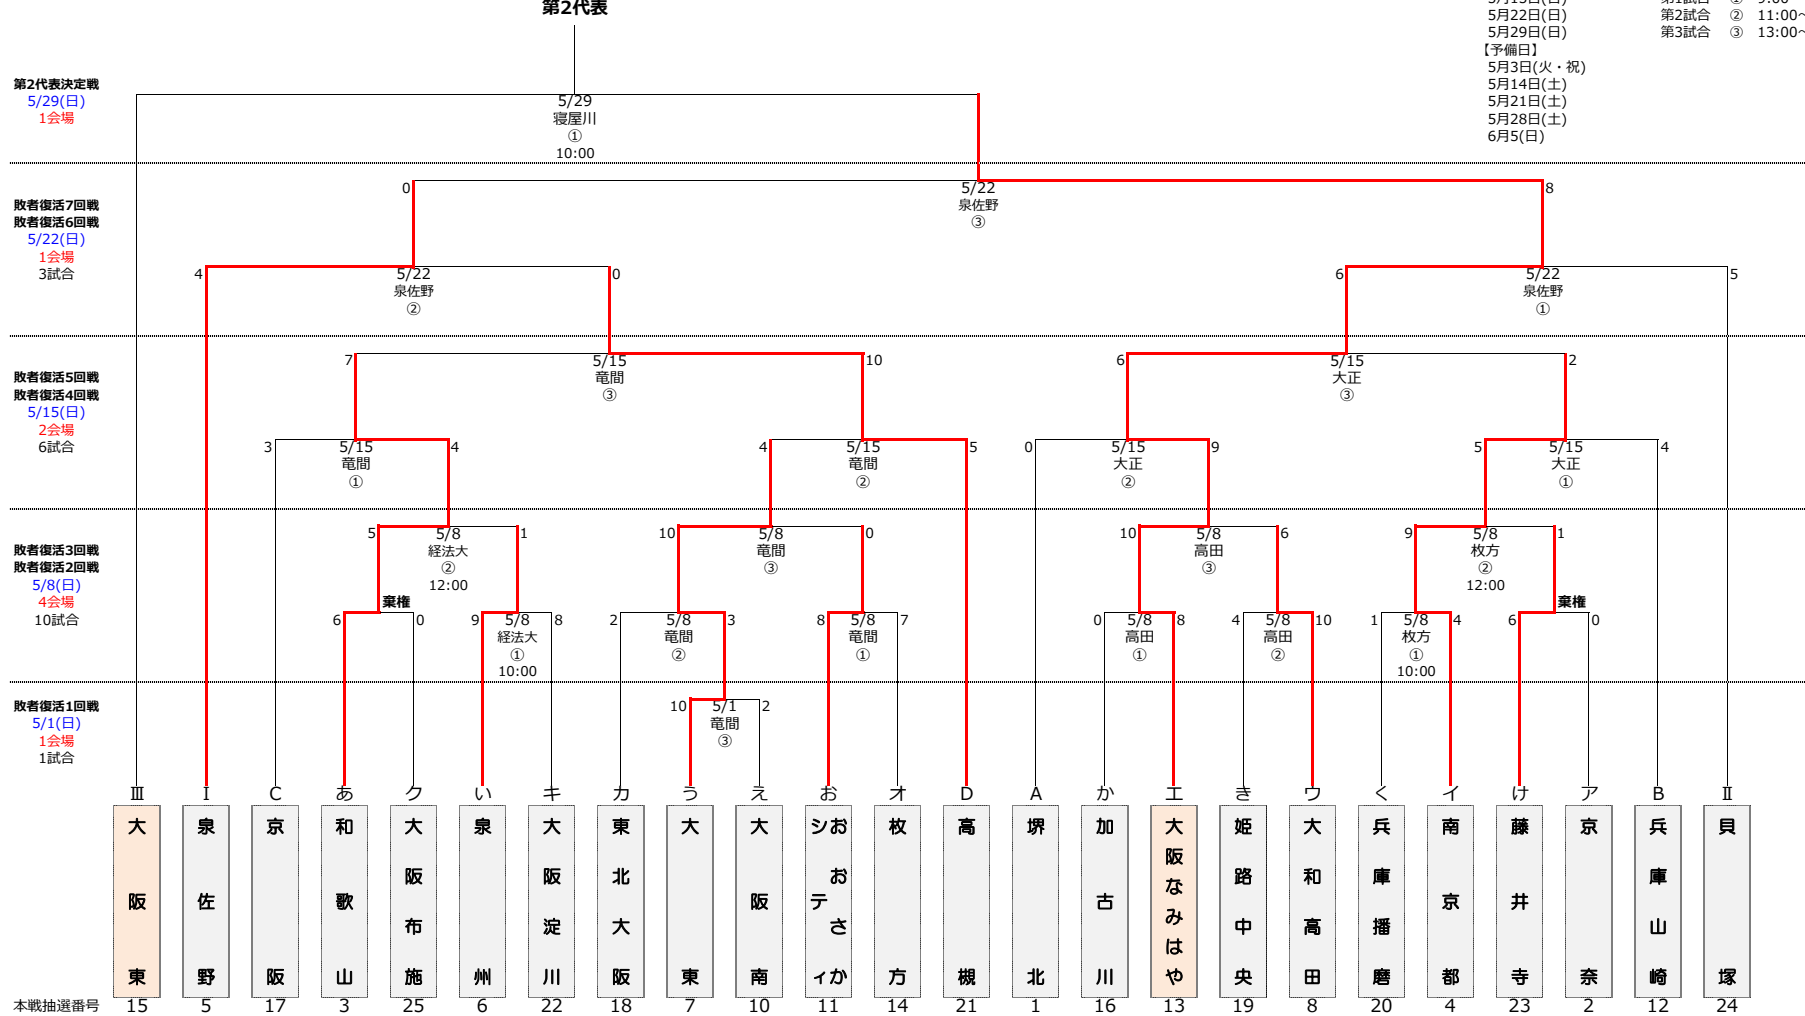 第2代表
5月15日(日) 第1試合 ① 9:00~
5月22日(日) 第2試合 ② 11:00~
5月29日(日) 第3試合 ③ 13:00~
【予備日】
5月3日(火・祝)
5月14日(土)
5月21日(土)
5月28日(土)
6月5(日)
第2代表決定戦
5/29(日)
1会場
5/29
寝屋川
①
10:00
敗者復活7回戦
敗者復活6回戦
5/22(日)
1会場
3試合
0 5/22 8
泉佐野
③
4 5/22 0
泉佐野
②
6 5/22 5
泉佐野
①
敗者復活5回戦
敗者復活4回戦
5/15(日)
2会場
6試合
7 5/15 10
竜間
③
6 5/15 2
大正
③
3 5/15 4
竜間
①
4 5/15 5
竜間
②
0 5/15 9
大正
②
5 5/15 4
大正
①
敗者復活3回戦
敗者復活2回戦
5/8(日)
4会場
10試合
5 5/8 1
経法大
②
12:00
10 5/8 0
竜間
③
10 5/8 6
高田
③
9 5/8 1
枚方
②
12:00
棄権
6 0
9 5/8 8
経法大
①
10:00
2 5/8 3
竜間
②
8 5/8 7
竜間
①
0 5/8 8
高田
①
4 5/8 10
高田
②
1 5/8 4
枚方
①
10:00
棄権
6 0
敗者復活1回戦
5/1(日)
1会場
1試合
10 5/1 2
竜間
③
Ⅲ Ⅰ C あ ク い キ カ う え お オ D A か エ き ワ く イ け ア B Ⅱ
大阪東
泉佐野
京阪
和歌山
大阪布施
泉州
大阪淀川
東北大阪
大東
大阪南
おおさか
シティ
枚方
高槻
堺北
加古川
大阪なみはや
姫路中央
大和高田
兵庫播磨
南京都
藤井寺
京奈
兵庫山崎
貝塚
本戦抽選番号 15 5 17 3 25 6 22 18 7 10 11 14 21 1 16 13 19 8 20 4 23 2 12 24